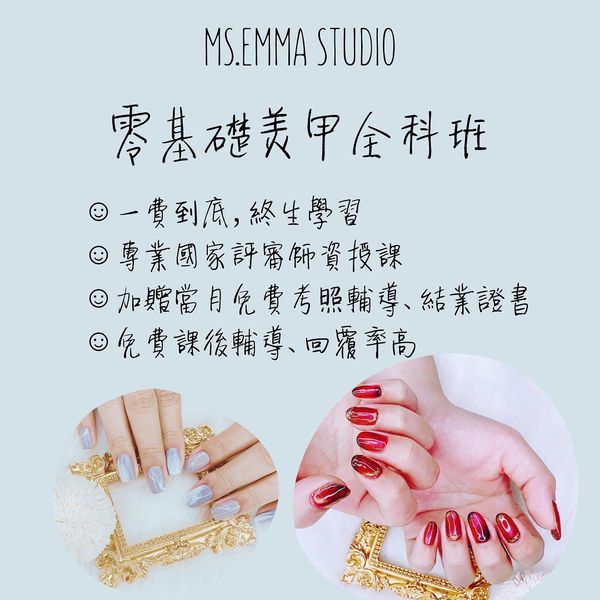 MS.EMMA STUDIO
零基礎美甲全科班
☺一費到底,終生學習
☺專業國家評審師資授課
☺加贈當月免費考照輔導、結業證書
☺免費課後輔導、回覆率高